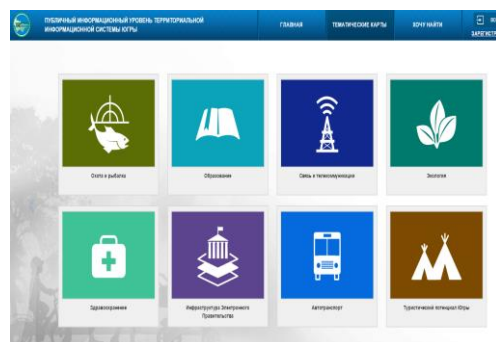 ПУБЛИЧНЫЙ ИНФОРМАЦИОННЫЙ УРОВЕНЬ ТЕРРИТОРИАЛЬНОЙ
ИНФОРМАЦИОННОЙ СИСТЕМЫ ЮГРЫ
ГЛАВНАЯ
ТЕМАТИЧЕСКИЕ КАРТЫ
ХОЧУ НАЙТИ
Охота и рыбалка
Образование
Связь и телекоммуникации
Экология
Здравоохранение
Инфраструктура Электронного
Правительства
Автотранспорт
Туристический потенциал Югры